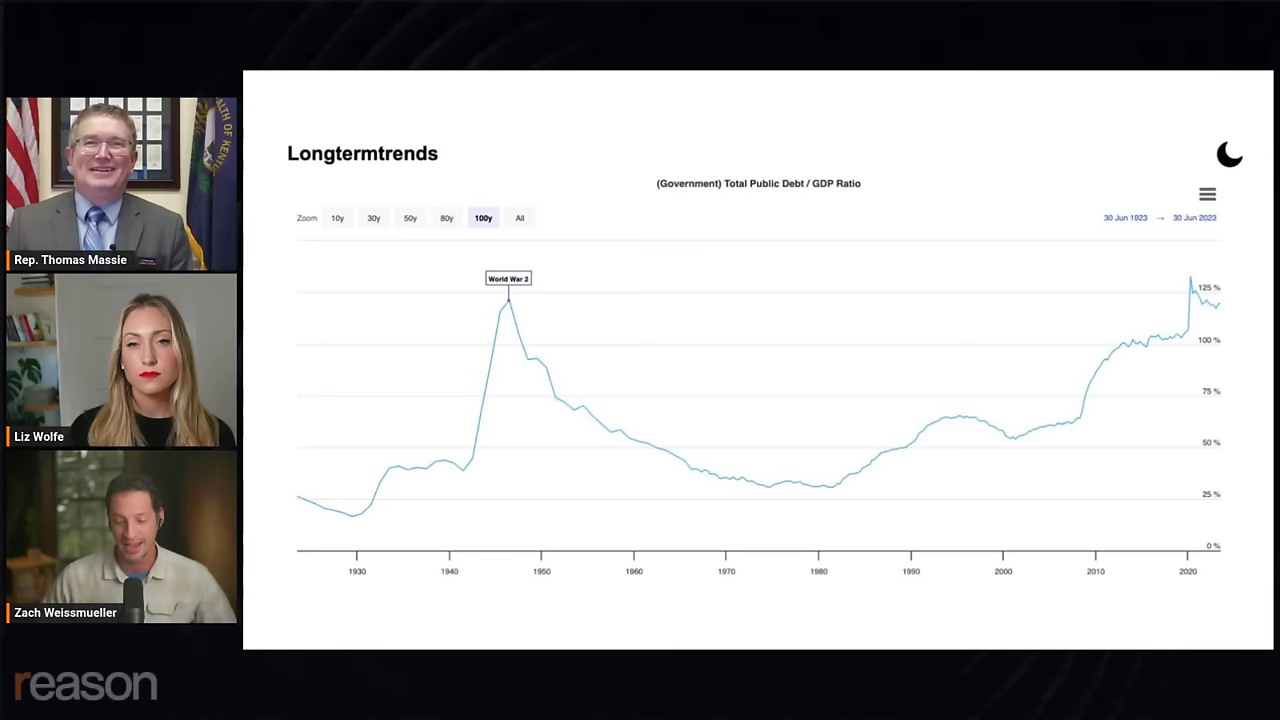 Longtermtrends
(Government) Total Public Debt / GDP Ratio
Zoom 10y 30y 50y 80y 100y All
30 Jun 1923 → 30 Jun 2023
World War 2
125 %
100 %
75 %
50 %
25 %
0 %
1930 1940 1950 1960 1970 1980 1990 2000 2010 2020
Rep. Thomas Massie
Liz Wolfe
Zach Weissmueller
reason